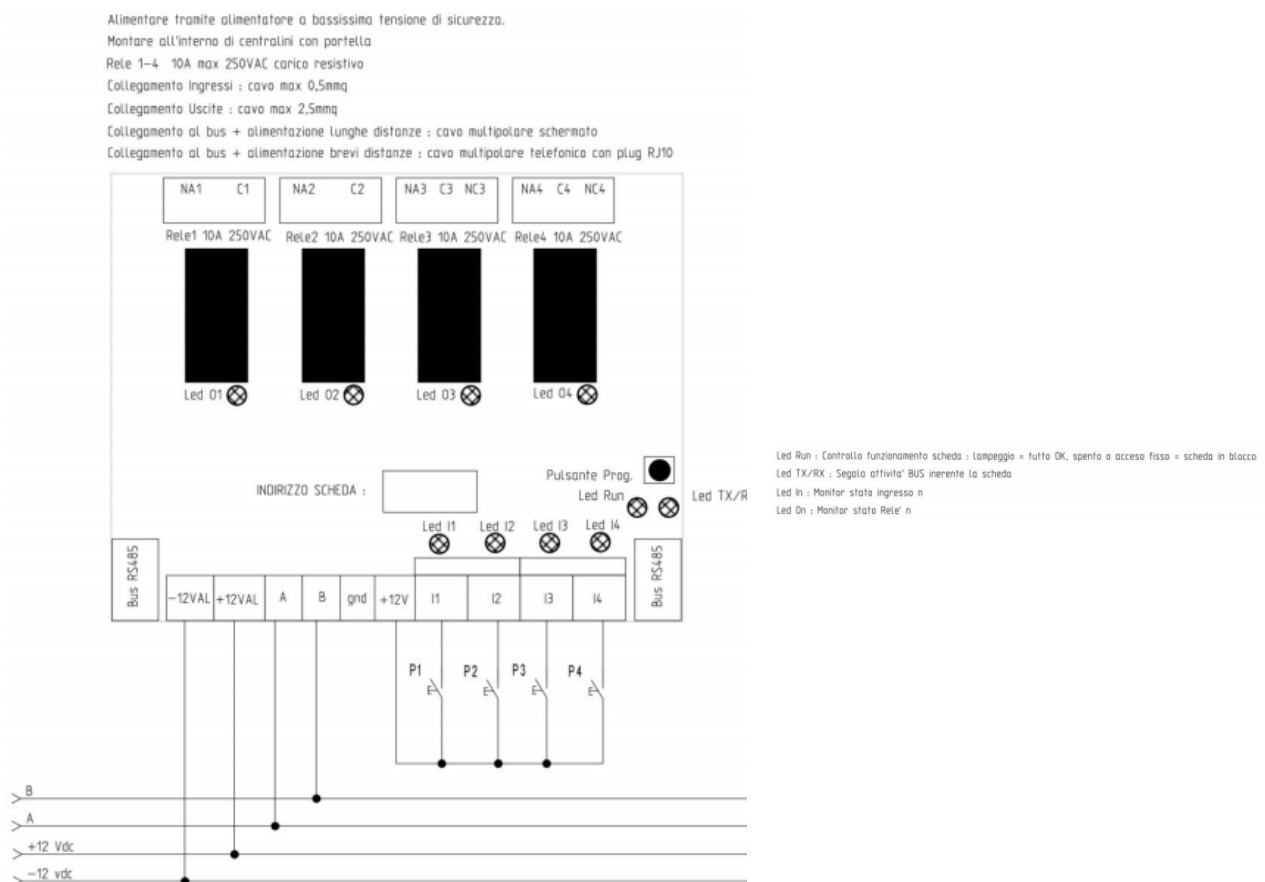 Alimentare tramite alimentatore a bassissima tensione di sicurezza.
Montare all'interno di centralini con portella
Rele 1-4 10A max 250VAC carico resistivo
Collegamento Ingressi : cavo max 0,5mmq
Collegamento Uscite : cavo max 2,5mmq
Collegamento al bus + alimentazione lunghe distanze : cavo multipolare schermato
Collegamento al bus + alimentazione brevi distanze : cavo multipolare telefonico con plug RJ10
NA1 C1 NA2 C2 NA3 C3 NC3 NA4 C4 NC4
Rele1 10A 250VAC Rele2 10A 250VAC Rele3 10A 250VAC Rele4 10A 250VAC
Led O1 Led O2 Led O3 Led O4
Pulsante Prog.
INDIRIZZO SCHEDA :
Led Run Led TX/R
Led I1 Led I2 Led I3 Led I4
Bus RS485
-12VAL +12VAL A B gnd +12V I1 I2 I3 I4
Bus RS485
P1 P2 P3 P4
B
A
+12 Vdc
-12 vdc
Led Run : Controllo funzionamento scheda : lampeggio = tutto OK, spento o acceso fisso = scheda in blocco
Led TX/RX : Segala attivita' BUS inerente la scheda
Led In : Monitor stato ingresso n
Led On : Monitor stato Rele' n